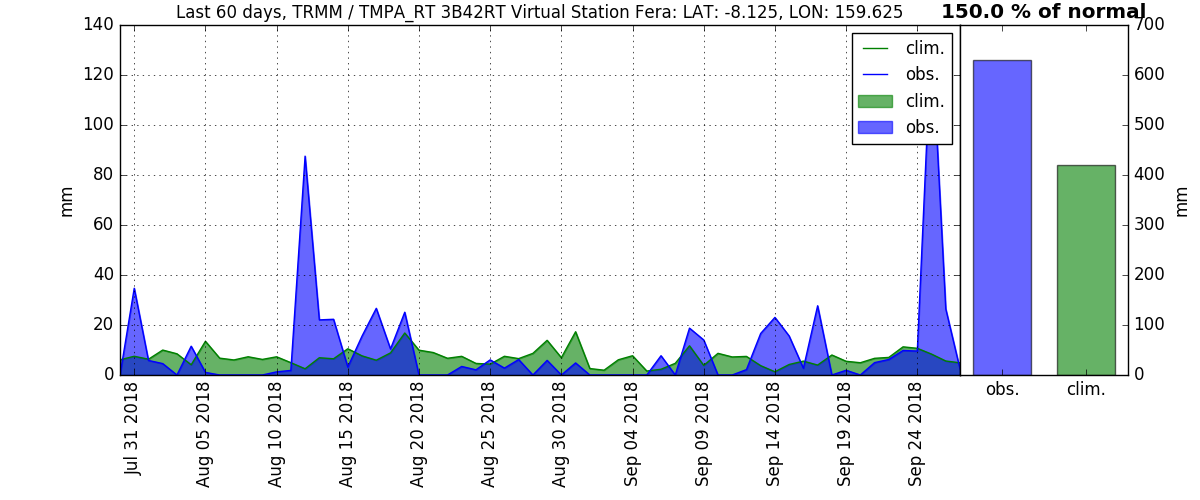 Last 60 days, TRMM / TMPA_RT 3B42RT Virtual Station Fera: LAT: -8.125, LON: 159.625
150.0 % of normal
140
120
100
80
60
40
20
0
mm
clim.
obs.
clim.
obs.
700
600
500
400
300
200
100
0
mm
Jul 31 2018
Aug 05 2018
Aug 10 2018
Aug 15 2018
Aug 20 2018
Aug 25 2018
Aug 30 2018
Sep 04 2018
Sep 09 2018
Sep 14 2018
Sep 19 2018
Sep 24 2018
obs.
clim.